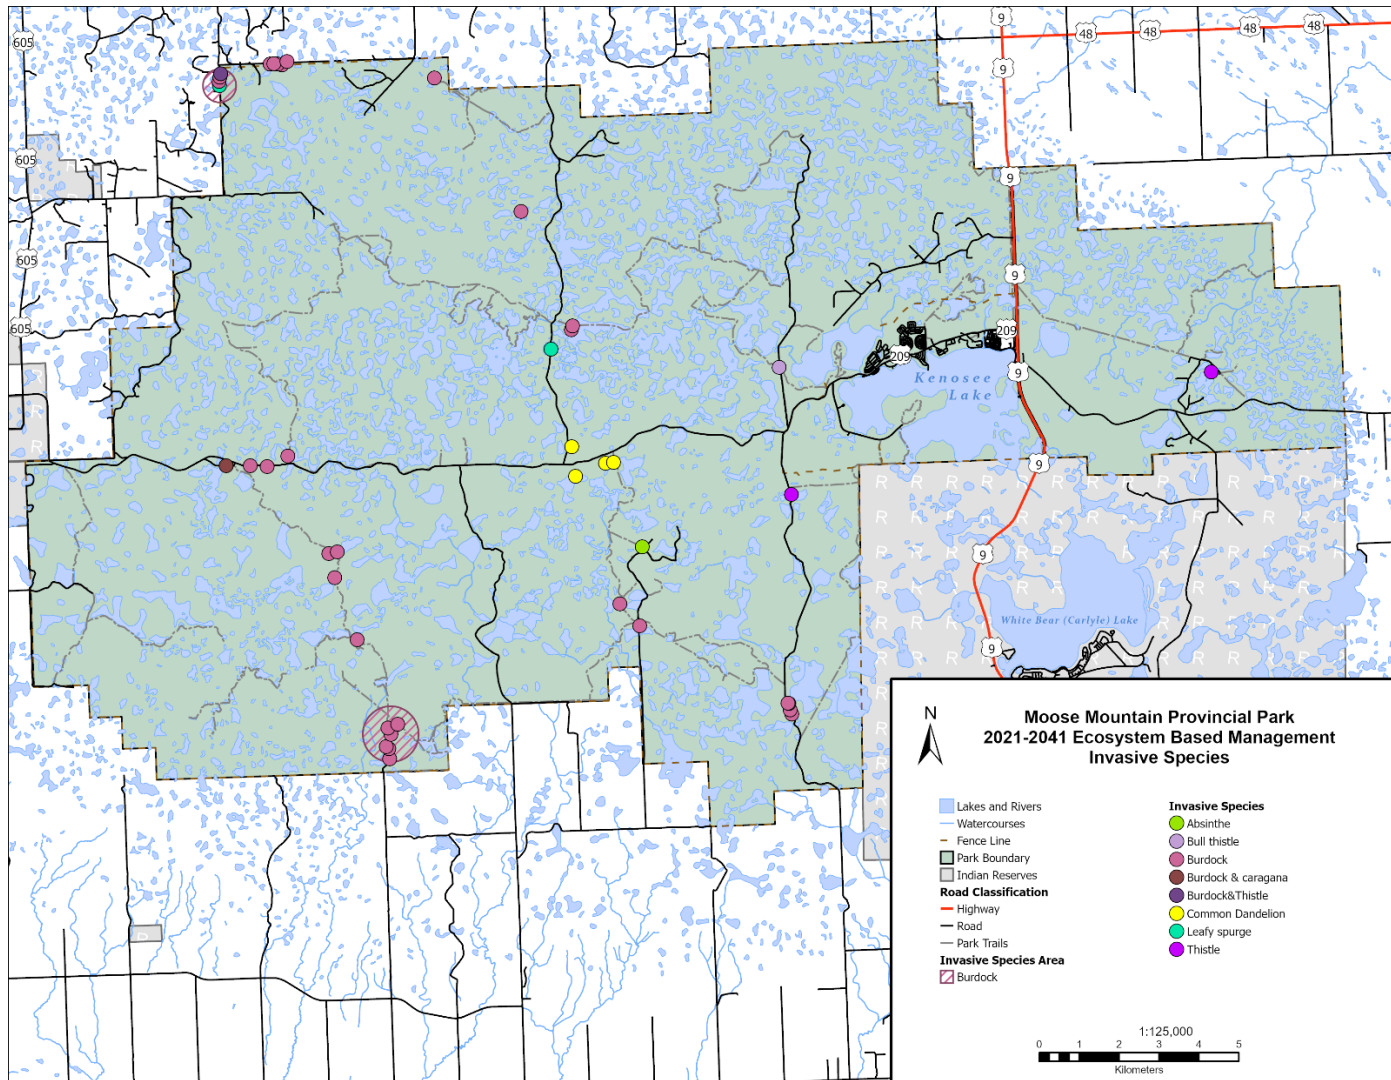 605
9
48
48
48
48
9
605
9
605
9
605
209
209
9
Kenosee
Lake
9
R
R
R
R
R
R
R
9
White Bear (Carlyle) Lake
9
N
Moose Mountain Provincial Park
2021-2041 Ecosystem Based Management
Invasive Species
Lakes and Rivers
Watercourses
Fence Line
Park Boundary
Indian Reserves
Road Classification
Highway
Road
Park Trails
Invasive Species Area
Burdock
Invasive Species
Absinthe
Bull thistle
Burdock
Burdock & caragana
Burdock&Thistle
Common Dandelion
Leafy spurge
Thistle
1:125,000
0 1 2 3 4 5
Kilometers